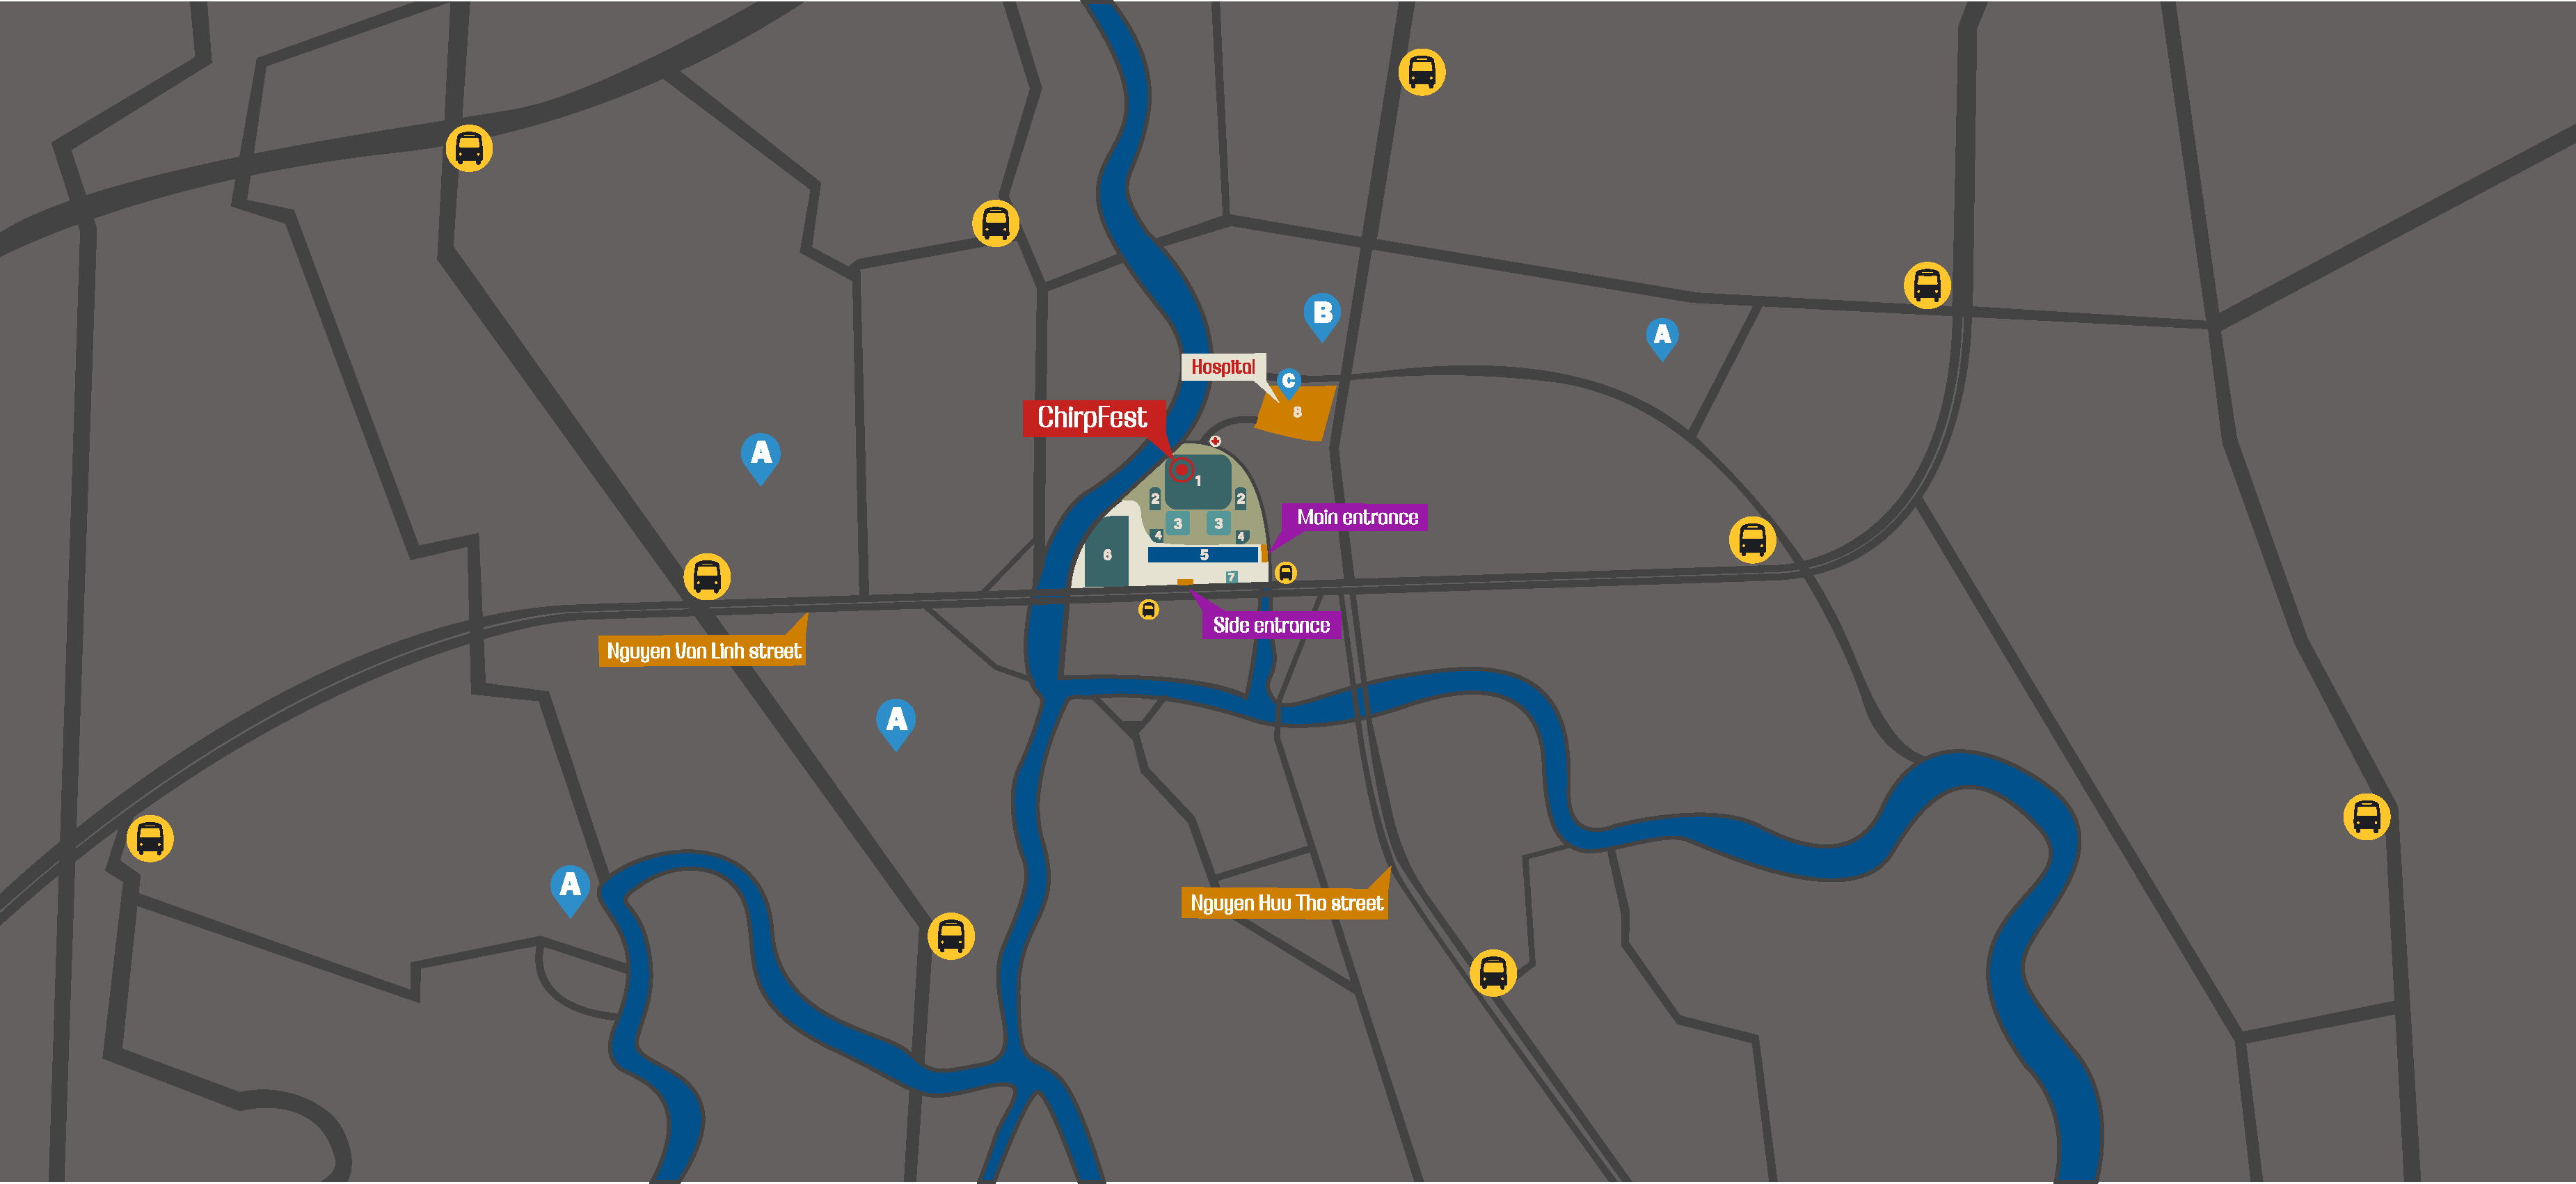 B
A
Hospital
C
8
ChirpFest
A
1
2
2
3
3
Main entrance
4
4
6
5
7
Side entrance
Nguyen Van Linh street
A
A
Nguyen Huu Tho street